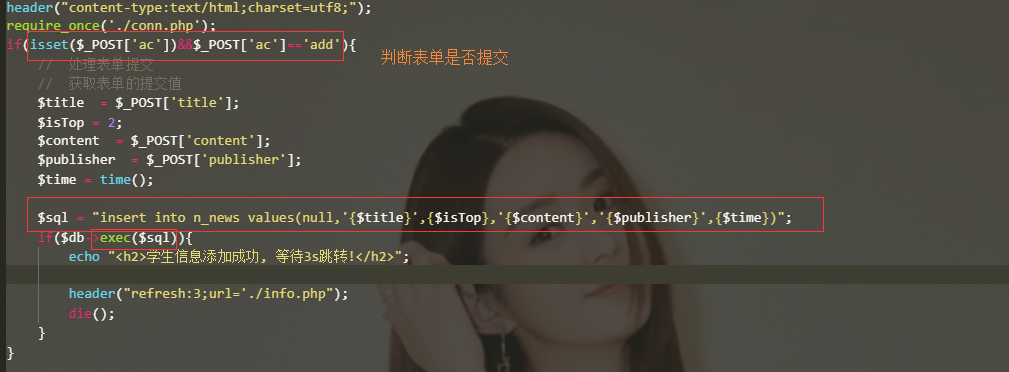 header("content-type:text/html;charset=utf8;");
require_once('./conn.php');
if(isset($_POST['ac'])&&$_POST['ac']=='add'){
判断表单是否提交
// 处理表单提交
// 获取表单的提交值
$title = $_POST['title'];
$isTop = 2;
$content = $_POST['content'];
$publisher = $_POST['publisher'];
$time = time();
$sql = "insert into n_news values(null,'{$title}',{$isTop},'{$content}','{$publisher}',{$time})";
if($db->exec($sql)){
echo "<h2>学生信息添加成功, 等待3s跳转!</h2>";
header("refresh:3;url='./info.php");
die();
}
}